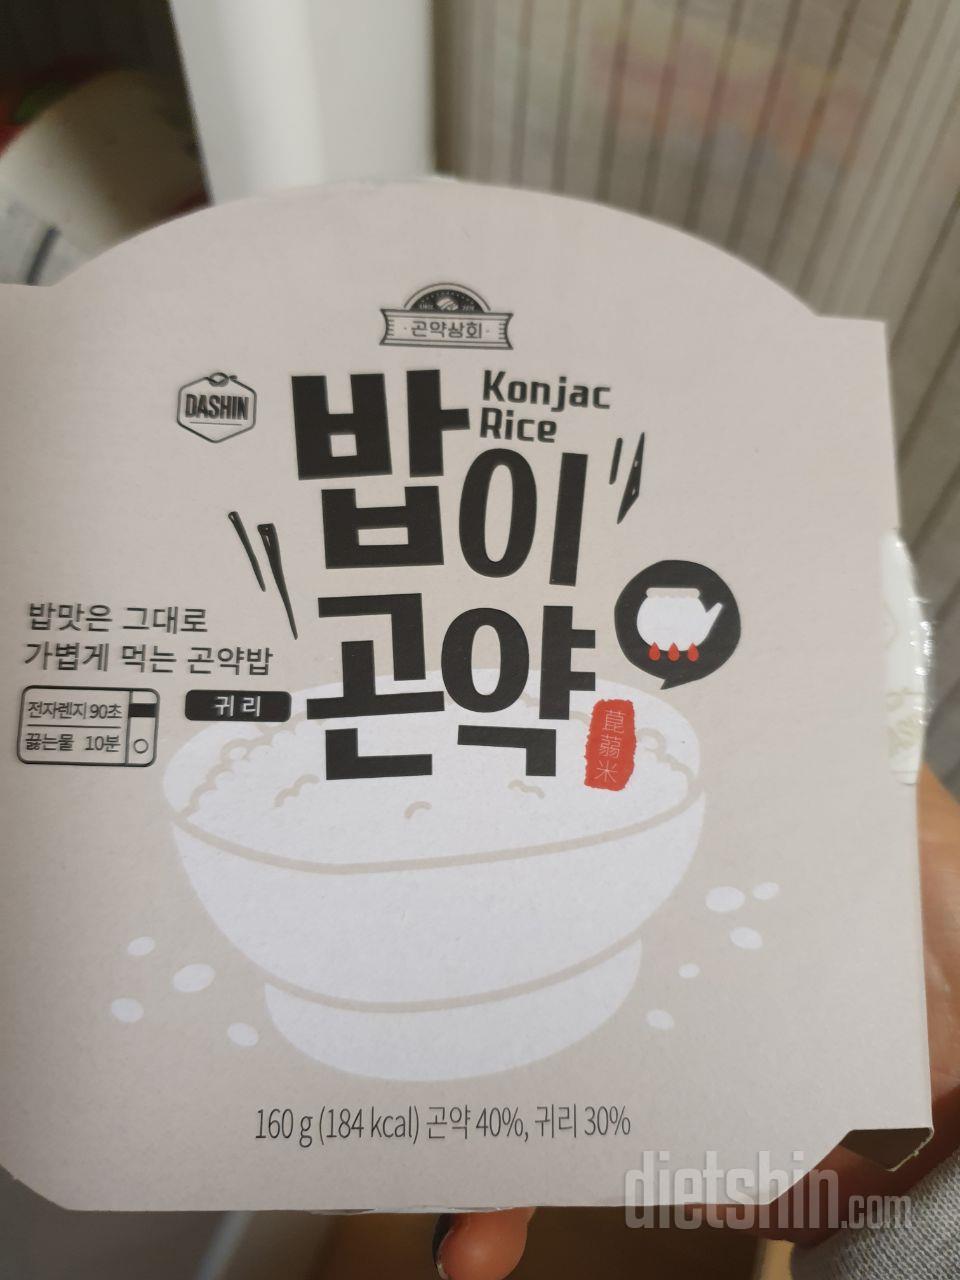 곤약상회
DASHIN
Konjac
Rice
밥이
곤약
밥맛은 그대로
가볍게 먹는 곤약밥
귀리
전자렌지 90초
끓는물 10분
菎蒻米
160 g (184 kcal) 곤약 40%, 귀리 30%
dietshin.com